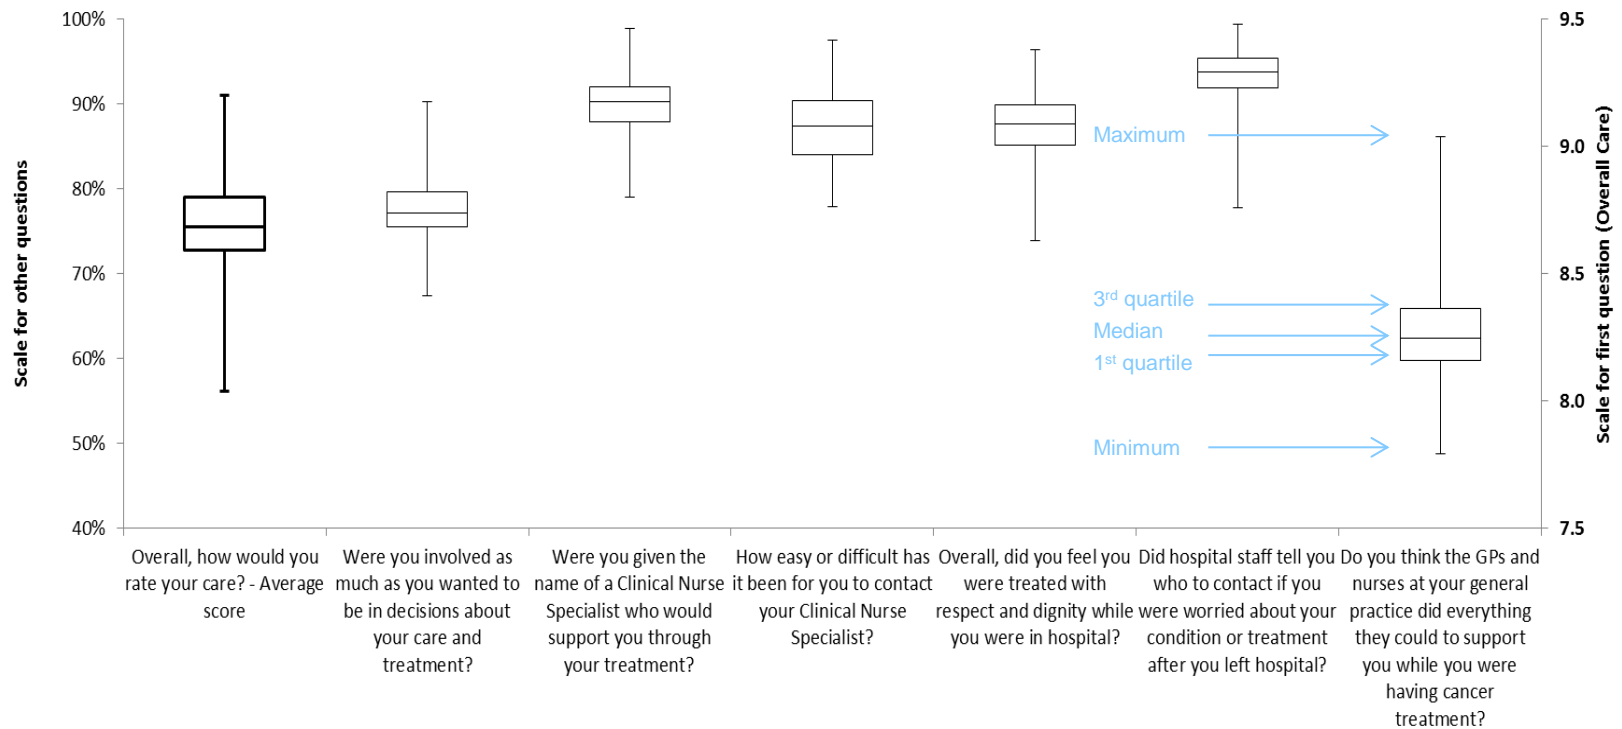 Scale for other questions
100%
90%
80%
70%
60%
50%
40%
9.5
9.0
8.5
8.0
7.5
Scale for first question (Overall Care)
Maximum
3rd quartile
Median
1st quartile
Minimum
Overall, how would you
rate your care? - Average
score
Were you involved as
much as you wanted to
be in decisions about
your care and
treatment?
Were you given the
name of a Clinical Nurse
Specialist who would
support you through
your treatment?
How easy or difficult has
it been for you to contact
your Clinical Nurse
Specialist?
Overall, did you feel you
were treated with
respect and dignity while
you were in hospital?
Did hospital staff tell you
who to contact if you
were worried about your
condition or treatment
after you left hospital?
Do you think the GPs and
nurses at your general
practice did everything
they could to support
you while you were
having cancer
treatment?